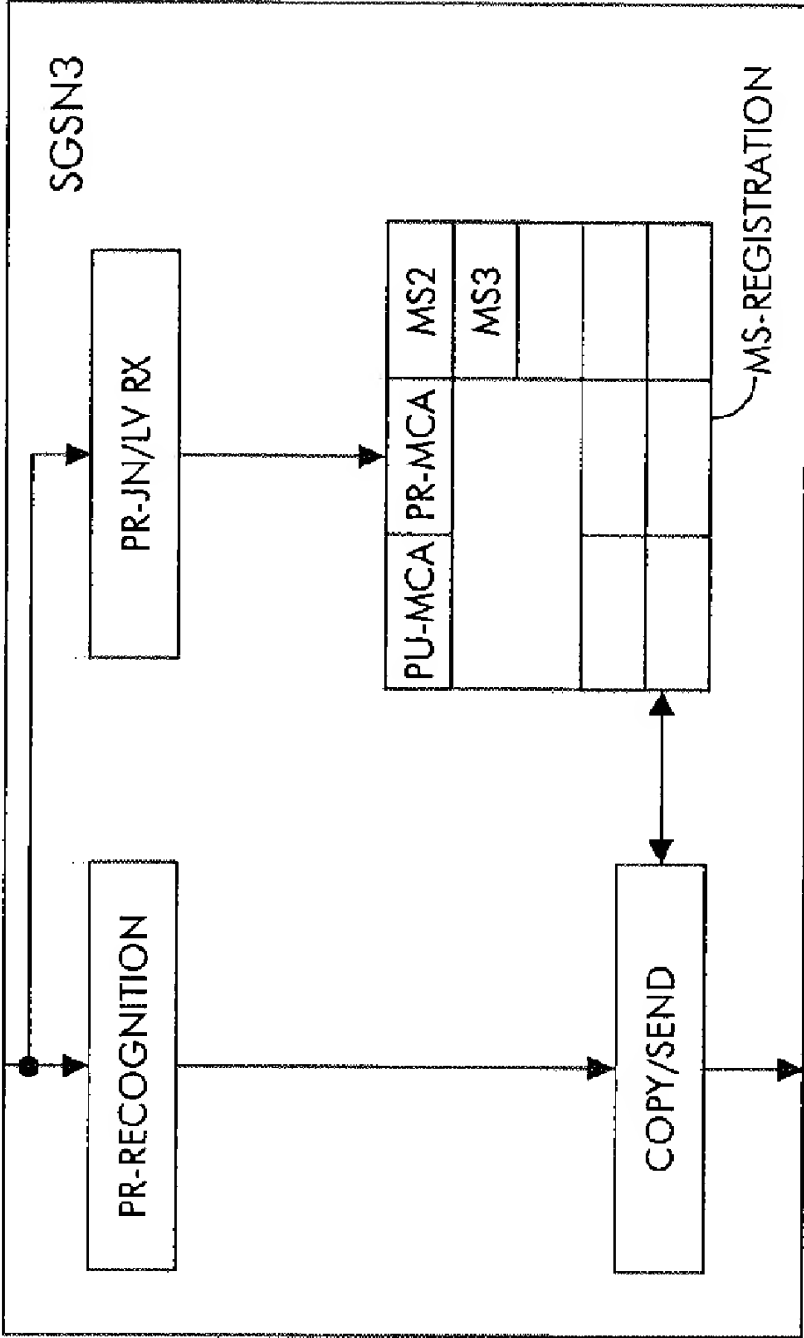 SGSN3
PR-RECOGNITION
PR-JN/LV RX
PU-MCA PR-MCA MS2
MS3
COPY/SEND
MS-REGISTRATION